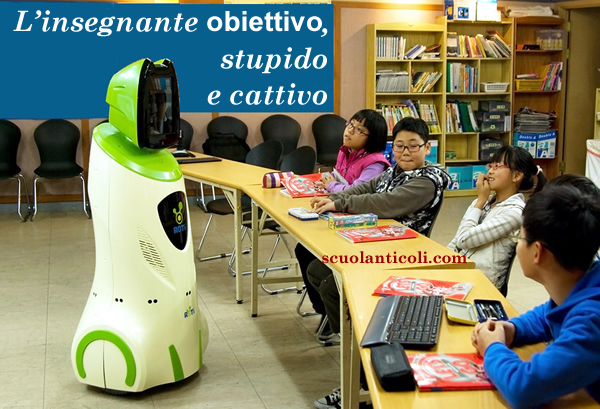 L'insegnante obiettivo,
stupido
e cattivo
scuolanticoli.com